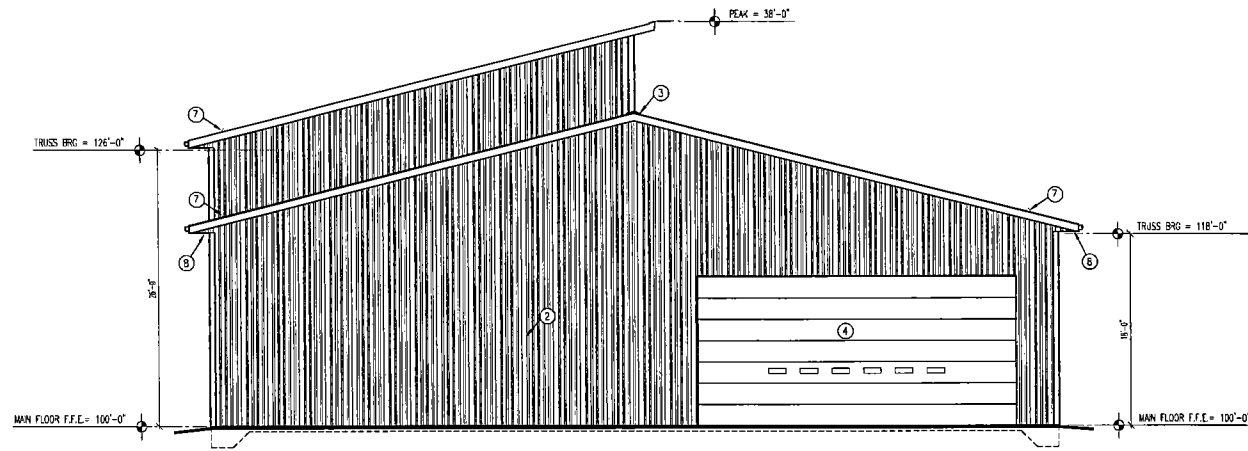 PEAK = 38'-0"
3
7
TRUSS BRG = 126'-0"
7
7
TRUSS BRG = 118'-0"
8
8
26'-0"
2
4
18'-0"
MAIN FLOOR F.F.E.= 100'-0"
MAIN FLOOR F.F.E.= 100'-0